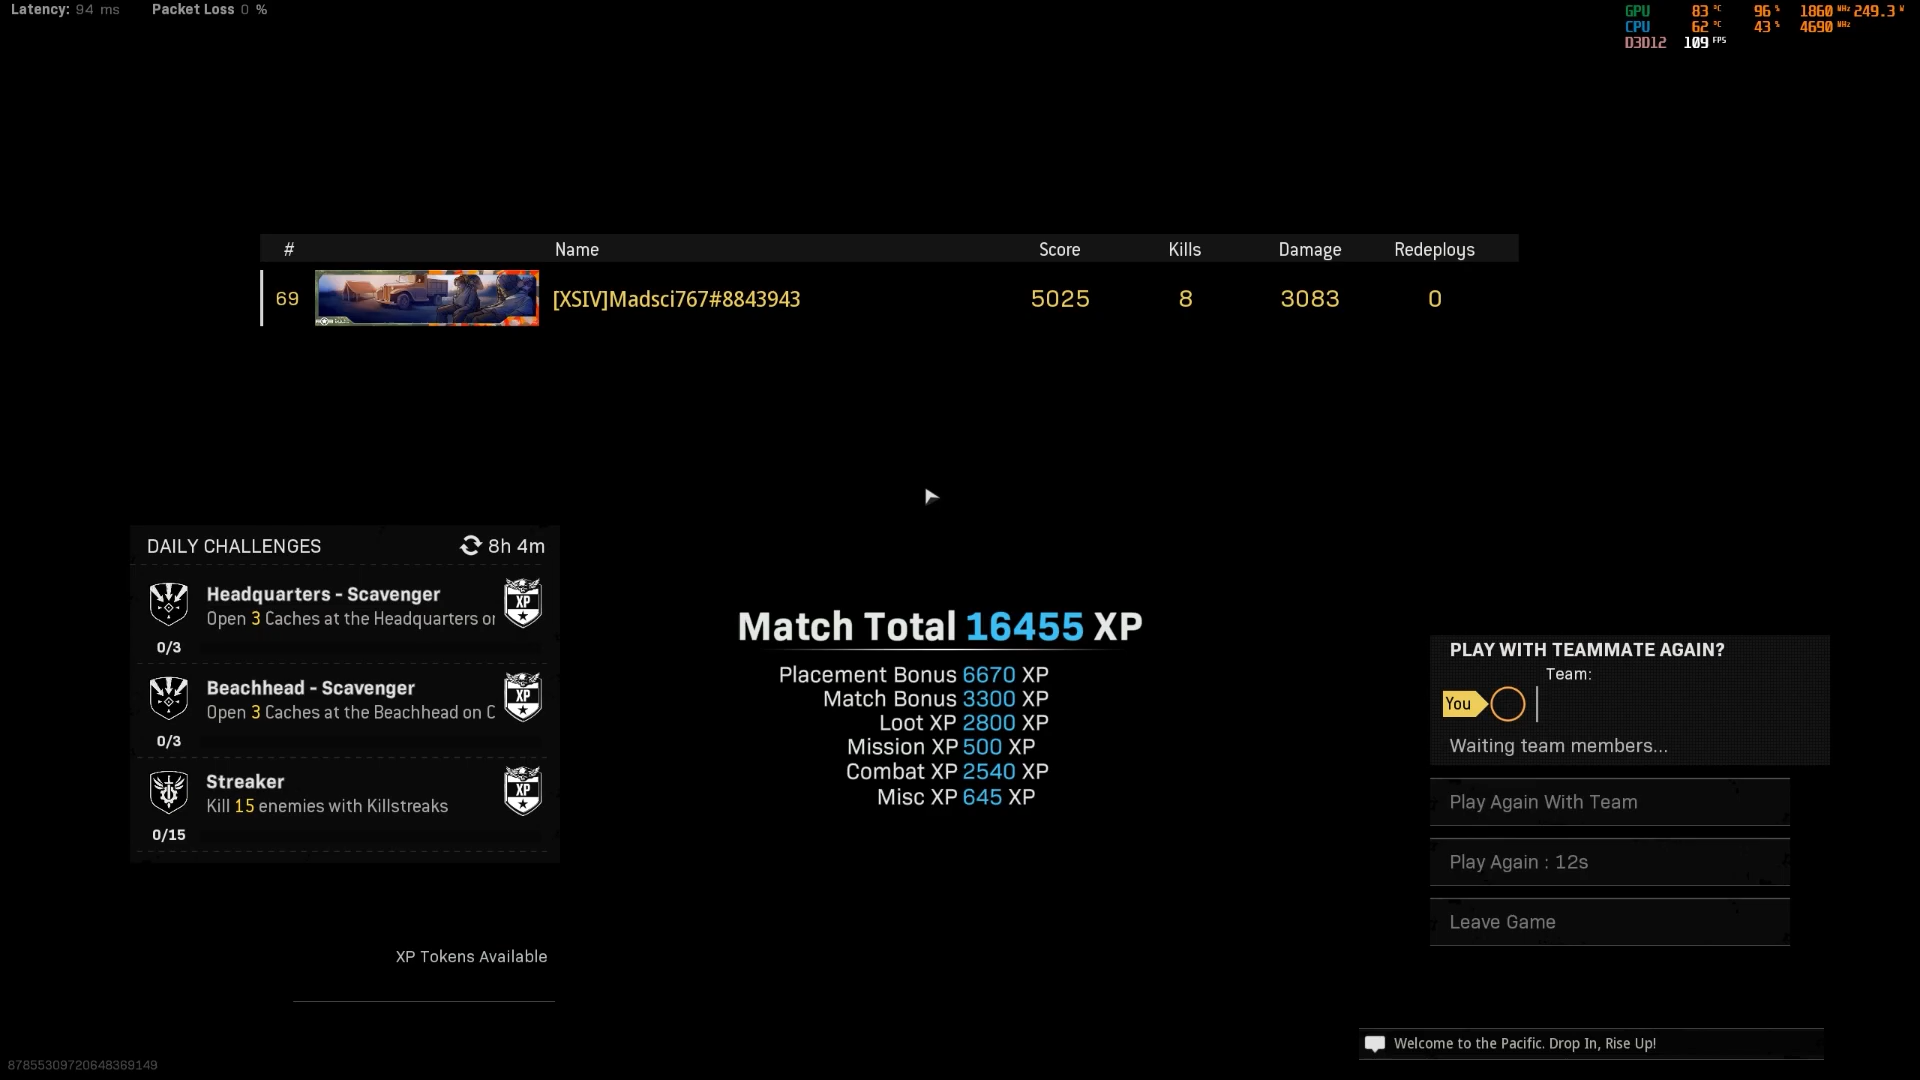 Latency: 94 ms Packet Loss 0 %
GPU 83 °C 96 % 1860 MHz 249.3 W
CPU 62 °C 43 % 4690 MHz
D3D12 109 FPS
# Name Score Kills Damage Redeploys
69 [XSIV]Madsci767#8843943 5025 8 3083 0
DAILY CHALLENGES 8h 4m
Headquarters - Scavenger
Open 3 Caches at the Headquarters or
XP
0/3
Beachhead - Scavenger
Open 3 Caches at the Beachhead on C
XP
0/3
Streaker
Kill 15 enemies with Killstreaks
XP
0/15
XP Tokens Available
Match Total 16455 XP
Placement Bonus 6670 XP
Match Bonus 3300 XP
Loot XP 2800 XP
Mission XP 500 XP
Combat XP 2540 XP
Misc XP 645 XP
PLAY WITH TEAMMATE AGAIN?
Team:
You
Waiting team members...
Play Again With Team
Play Again : 12s
Leave Game
Welcome to the Pacific. Drop In, Rise Up!
87855309720648369149